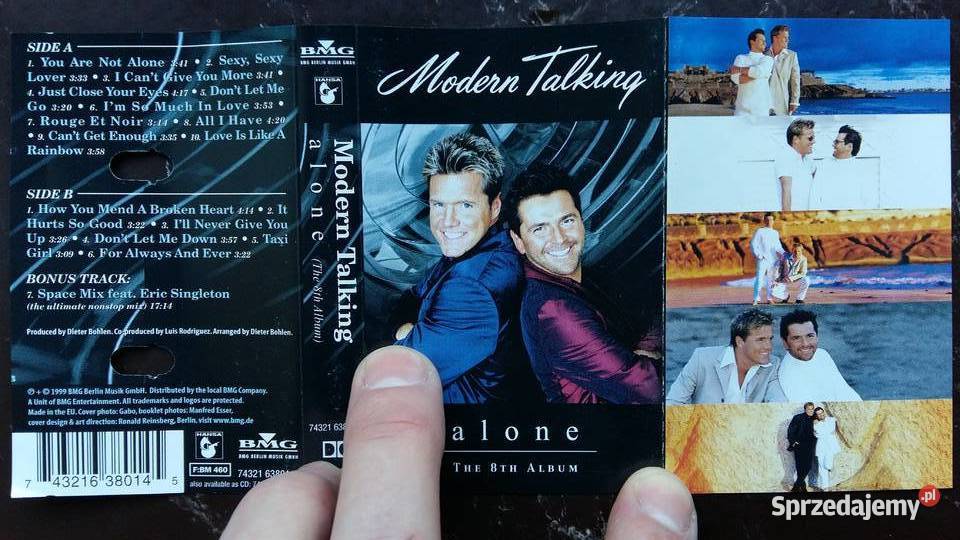 SIDE A
1. You Are Not Alone 3:41 • 2. Sexy, Sexy
Lover 3:33 • 3. I Can't Give You More 3:41 •
4. Just Close Your Eyes 4:17 • 5. Don't Let Me
Go 3:20 • 6. I'm So Much In Love 3:53 •
7. Rouge Et Noir 3:14 • 8. All I Have 4:20
• 9. Can't Get Enough 3:35 • 10. Love Is Like A
Rainbow 3:58
SIDE B
1. How You Mend A Broken Heart 4:14 • 2. It
Hurts So Good 3:22 • 3. I'll Never Give You
Up 3:26 • 4. Don't Let Me Down 3:57 • 5. Taxi
Girl 3:09 • 6. For Always And Ever 3:22
BONUS TRACK:
7. Space Mix feat. Eric Singleton
(the ultimate nonstop mix) 17:14
Produced by Dieter Bohlen. Co-produced by Luis Rodriguez. Arranged by Dieter Bohlen.
℗ + © 1999 BMG Berlin Musik GmbH. Distributed by the local BMG Company.
A Unit of BMG Entertainment. All trademarks and logos are protected.
Made in the EU. Cover photo: Gabo, booklet photos: Manfred Esser,
cover design & art direction: Ronald Reinsberg, Berlin, visit www.bmg.de
7 43216 38014 5
HANSA
BMG
BMG BERLIN MUSIK GMBH
F:BM 460
74321 63801
also available as CD: 74
BMG
BMG BERLIN MUSIK GMBH
HANSA
Modern Talking
alone (The 8th Album)
74321 638
Modern Talking
alone
THE 8TH ALBUM
Sprzedajemy.pl